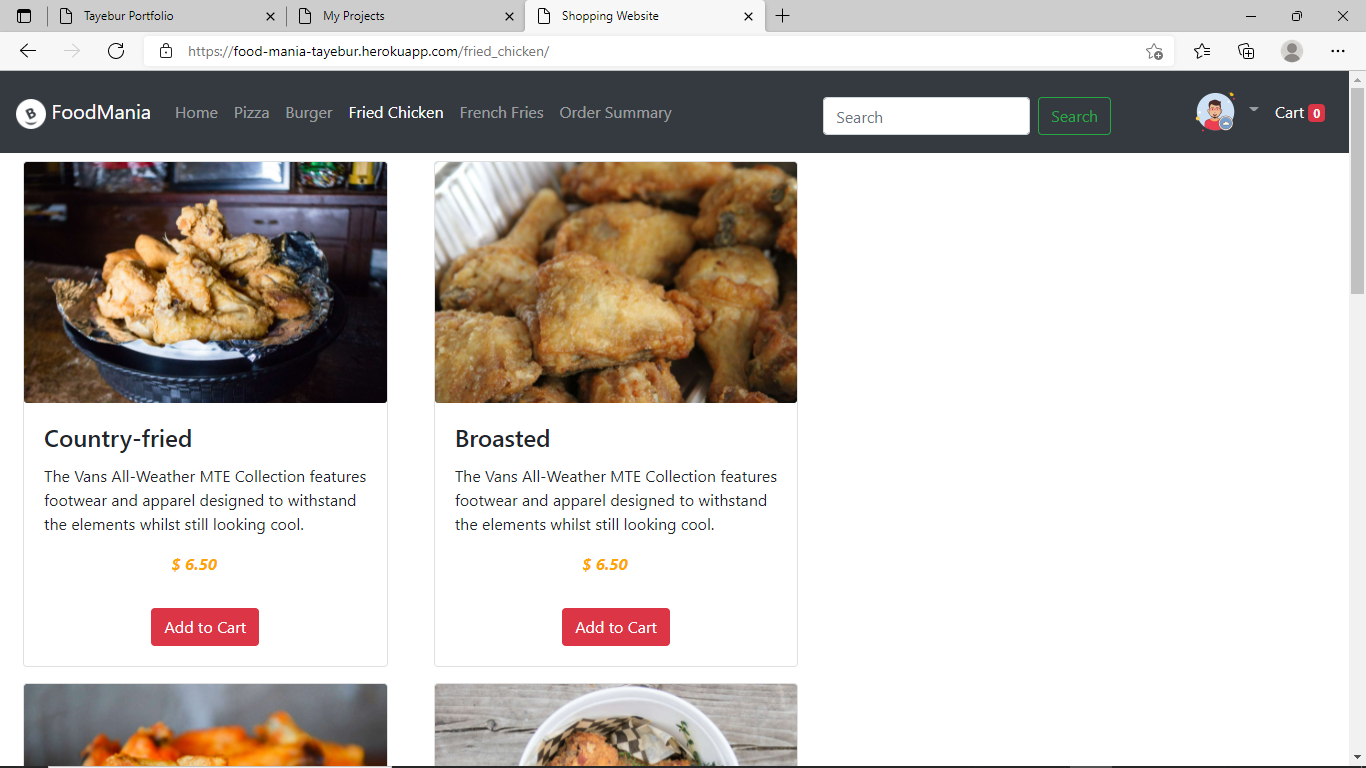 Tayebur Portfolio
My Projects
Shopping Website
https://food-mania-tayebur.herokuapp.com/fried_chicken/
B FoodMania Home Pizza Burger Fried Chicken French Fries Order Summary Search Search Cart 0
Country-fried
The Vans All-Weather MTE Collection features
footwear and apparel designed to withstand
the elements whilst still looking cool.
$ 6.50
Add to Cart
Broasted
The Vans All-Weather MTE Collection features
footwear and apparel designed to withstand
the elements whilst still looking cool.
$ 6.50
Add to Cart